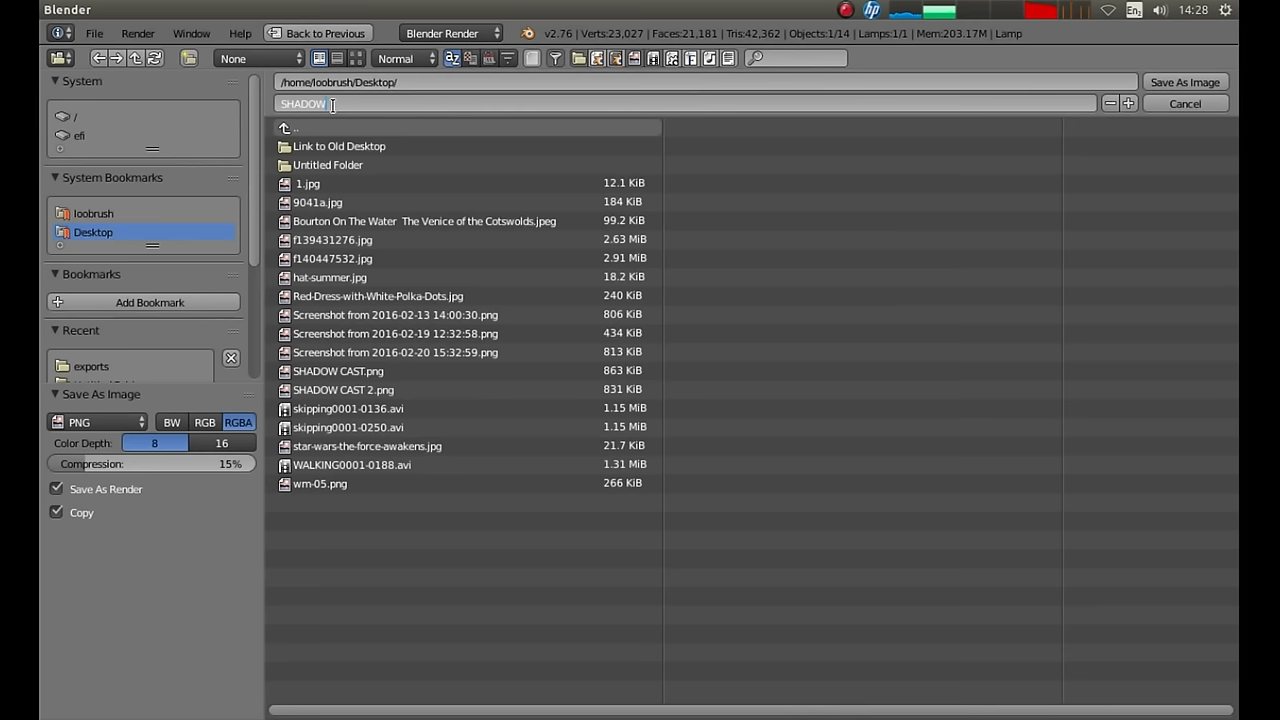 Blender
En2
14:28
File Render Window Help Back to Previous Blender Render v2.76 | Verts:23,027 | Faces:21,181 | Tris:42,362 | Objects:1/14 | Lamps:1/1 | Mem:203.17M | Lamp
None Normal
System
/
efi
System Bookmarks
loobrush
Desktop
Bookmarks
Add Bookmark
Recent
exports
Save As Image
PNG BW RGB RGBA
Color Depth: 8 16
Compression: 15%
Save As Render
Copy
/home/loobrush/Desktop/ Save As Image
SHADOW Cancel
..
Link to Old Desktop
Untitled Folder
1.jpg 12.1 KiB
9041a.jpg 184 KiB
Bourton On The Water The Venice of the Cotswolds.jpeg 99.2 KiB
f139431276.jpg 2.63 MiB
f140447532.jpg 2.91 MiB
hat-summer.jpg 18.2 KiB
Red-Dress-with-White-Polka-Dots.jpg 240 KiB
Screenshot from 2016-02-13 14:00:30.png 806 KiB
Screenshot from 2016-02-19 12:32:58.png 434 KiB
Screenshot from 2016-02-20 15:32:59.png 813 KiB
SHADOW CAST.png 863 KiB
SHADOW CAST 2.png 831 KiB
skipping0001-0136.avi 1.15 MiB
skipping0001-0250.avi 1.15 MiB
star-wars-the-force-awakens.jpg 21.7 KiB
WALKING0001-0188.avi 1.31 MiB
wm-05.png 266 KiB